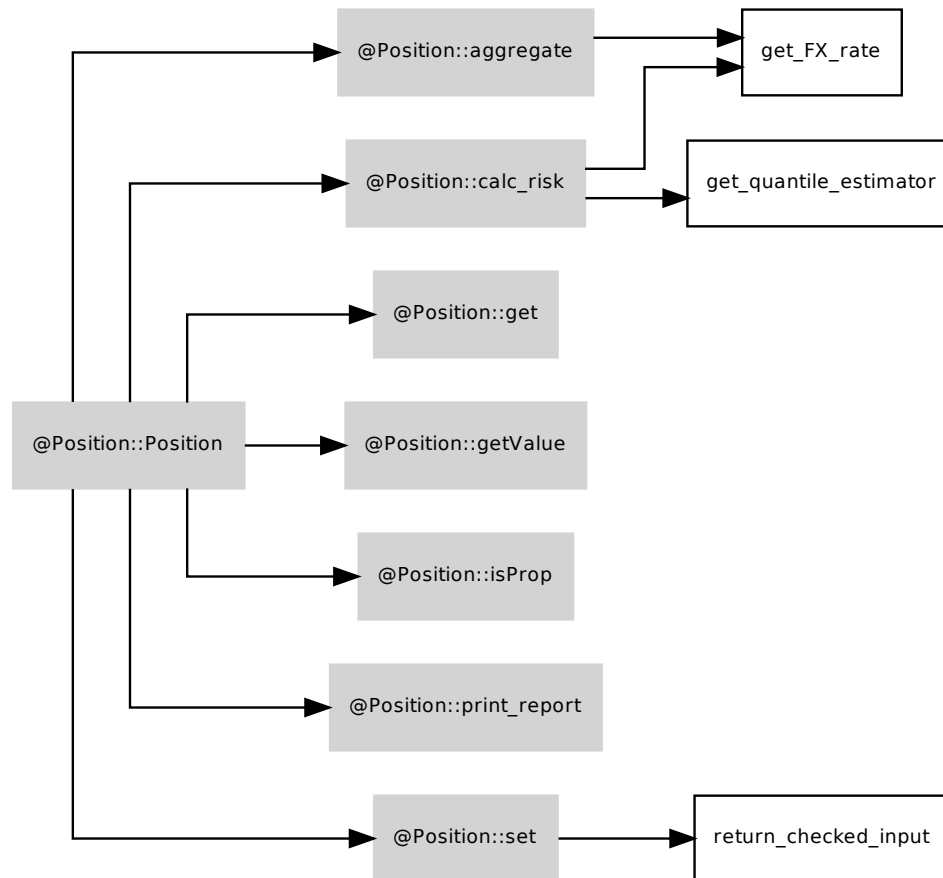 @Position::aggregate
get_FX_rate
@Position::calc_risk
get_quantile_estimator
@Position::get
@Position::Position
@Position::getValue
@Position::isProp
@Position::print_report
@Position::set
return_checked_input